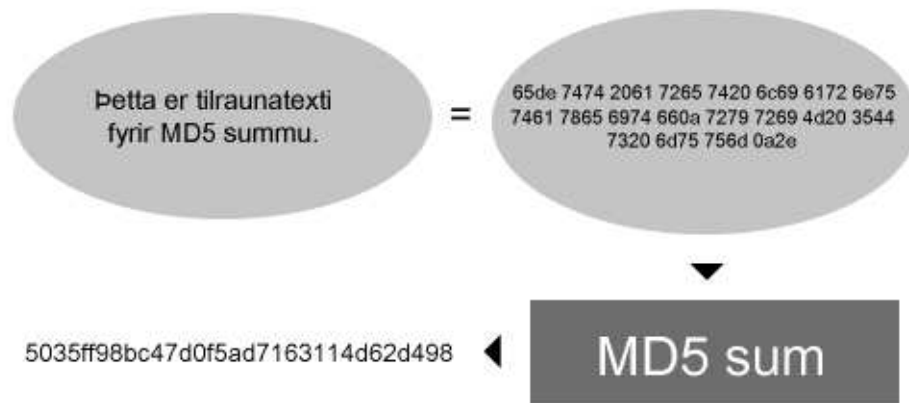 Þetta er tilraunatexti
fyrir MD5 summu.
=
65de 7474 2061 7265 7420 6c69 6172 6e75
7461 7865 6974 660a 7279 7269 4d20 3544
7320 6d75 756d 0a2e
MD5 sum
5035ff98bc47d0f5ad7163114d62d498